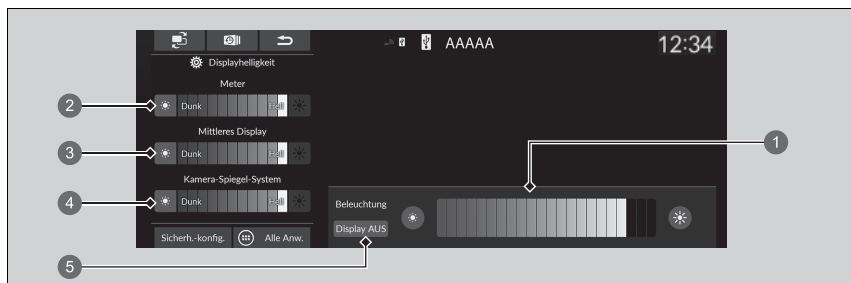 AAAAA
12:34
Displayhelligkeit
Meter
Dunk Hell
Mittleres Display
Dunk Hell
Kamera-Spiegel-System
Dunk Hell
Sicherh.-konfig. Alle Anw.
Beleuchtung
Display AUS
1
2
3
4
5